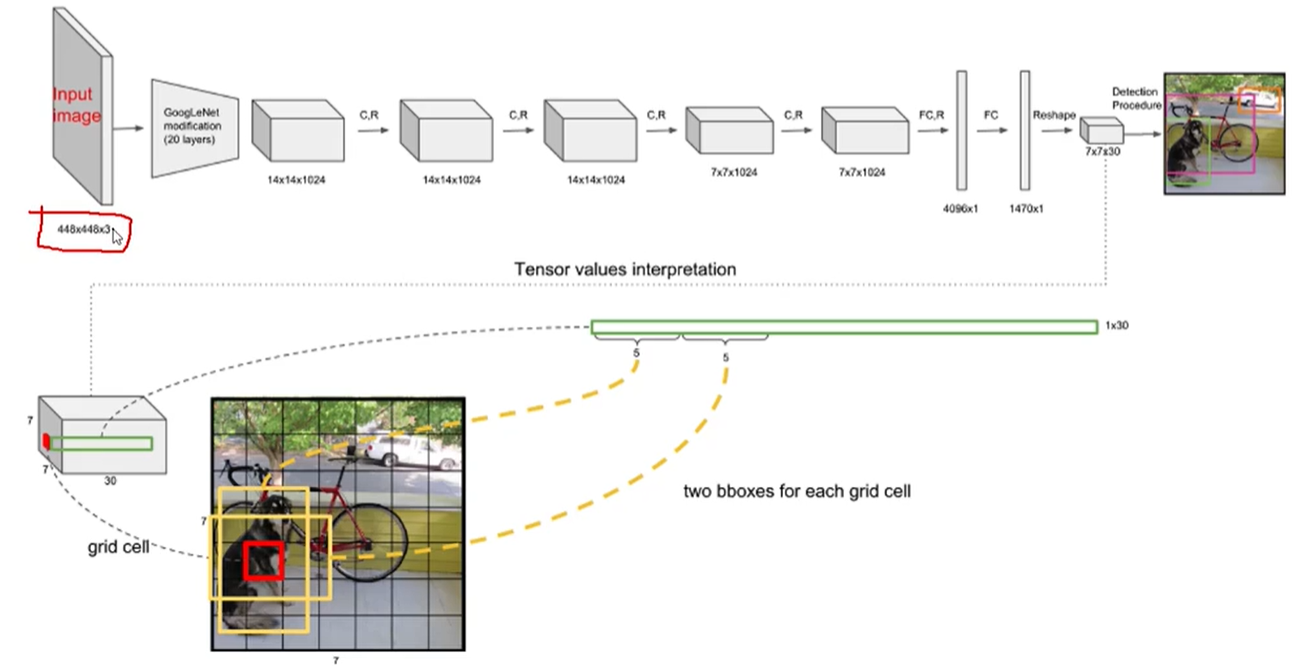 Input
image
GoogLeNet
modification
(20 layers)
C,R
C,R
C,R
C,R
FC,R
FC
Reshape
Detection
Procedure
14x14x1024
14x14x1024
14x14x1024
7x7x1024
7x7x1024
4096x1
1470x1
7x7x30
448x448x3
Tensor values interpretation
1x30
5
5
7
7
30
7
two bboxes for each grid cell
grid cell
7